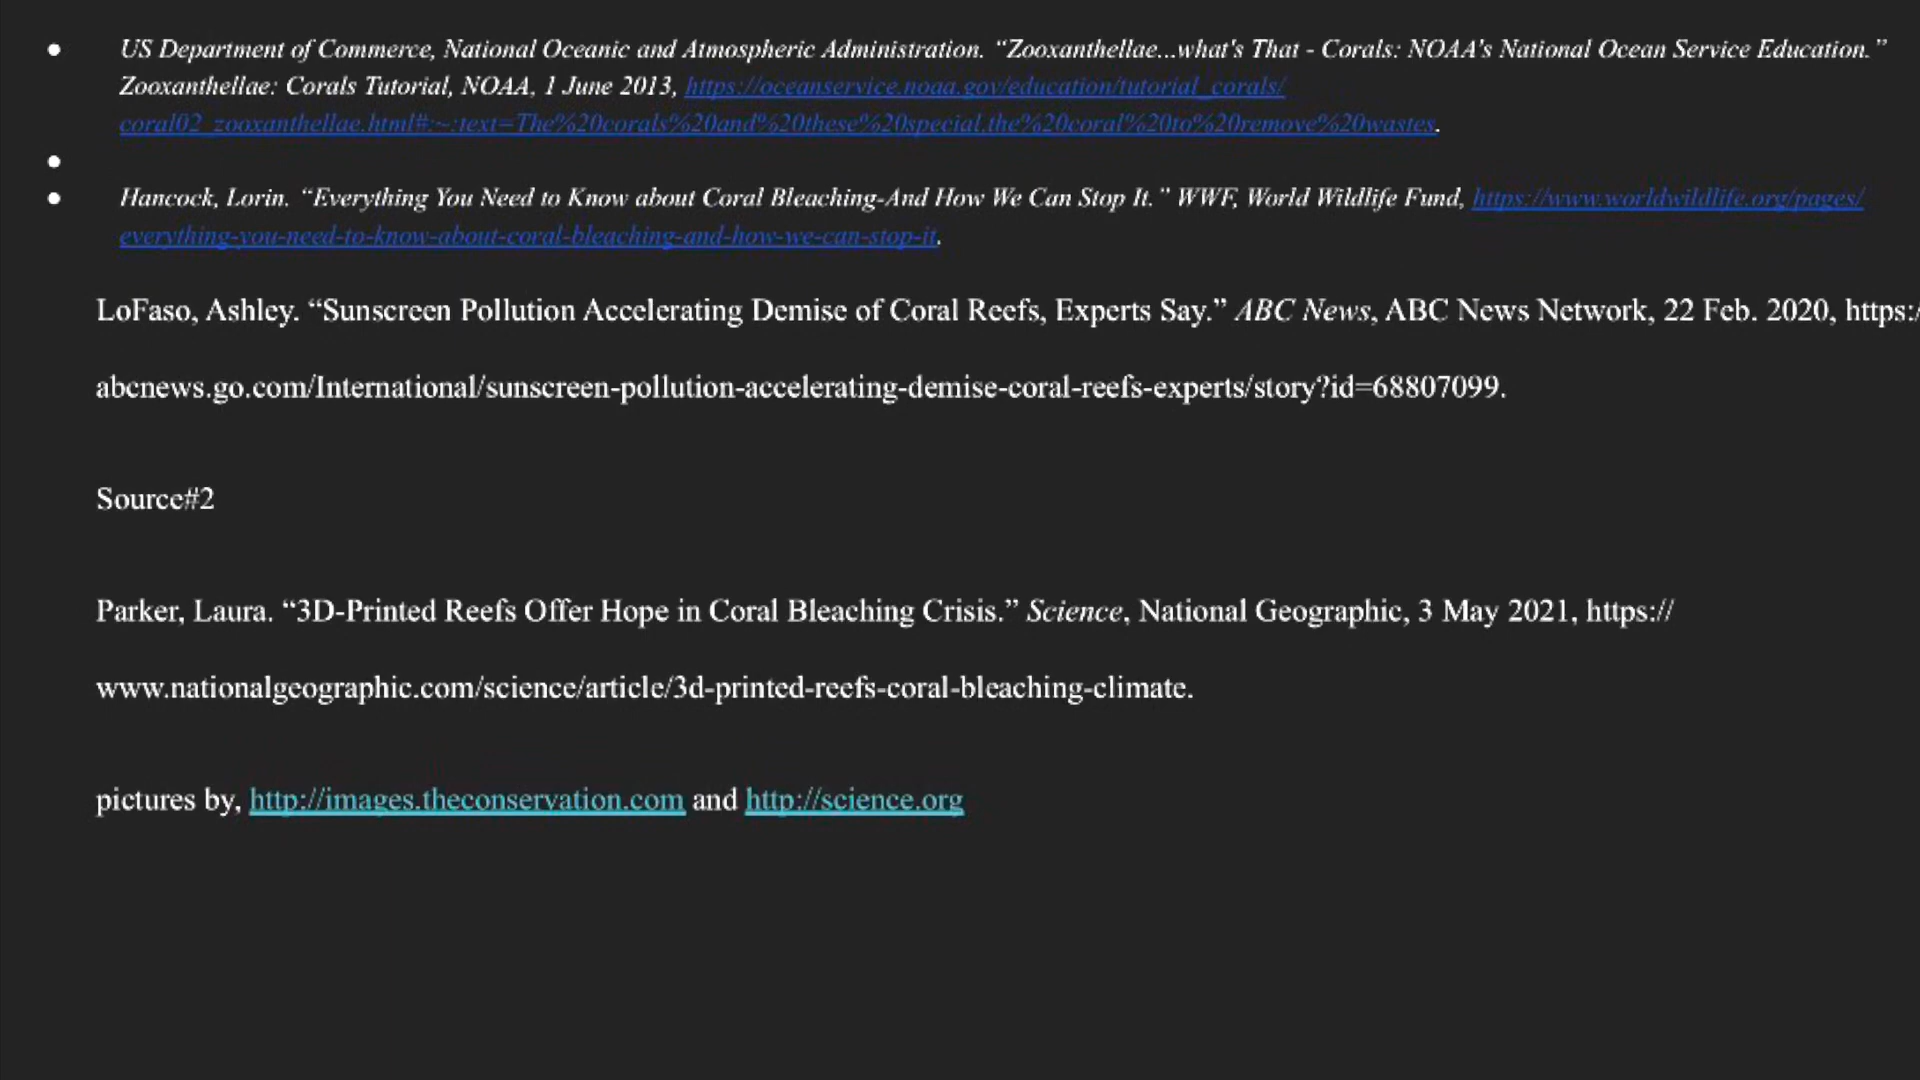 US Department of Commerce, National Oceanic and Atmospheric Administration. “Zooxanthellae...what's That - Corals: NOAA's National Ocean Service Education.”
Zooxanthellae: Corals Tutorial, NOAA, 1 June 2013, https://oceanservice.noaa.gov/education/tutorial_corals/
coral02_zooxanthellae.html#:~:text=The%20corals%20and%20these%20special,the%20coral%20to%20remove%20wastes.
Hancock, Lorin. “Everything You Need to Know about Coral Bleaching-And How We Can Stop It.” WWF, World Wildlife Fund, https://www.worldwildlife.org/pages/
everything-you-need-to-know-about-coral-bleaching-and-how-we-can-stop-it.
LoFaso, Ashley. “Sunscreen Pollution Accelerating Demise of Coral Reefs, Experts Say.” ABC News, ABC News Network, 22 Feb. 2020, https:/
abcnews.go.com/International/sunscreen-pollution-accelerating-demise-coral-reefs-experts/story?id=68807099.
Source#2
Parker, Laura. “3D-Printed Reefs Offer Hope in Coral Bleaching Crisis.” Science, National Geographic, 3 May 2021, https://
www.nationalgeographic.com/science/article/3d-printed-reefs-coral-bleaching-climate.
pictures by, http://images.theconservation.com and http://science.org